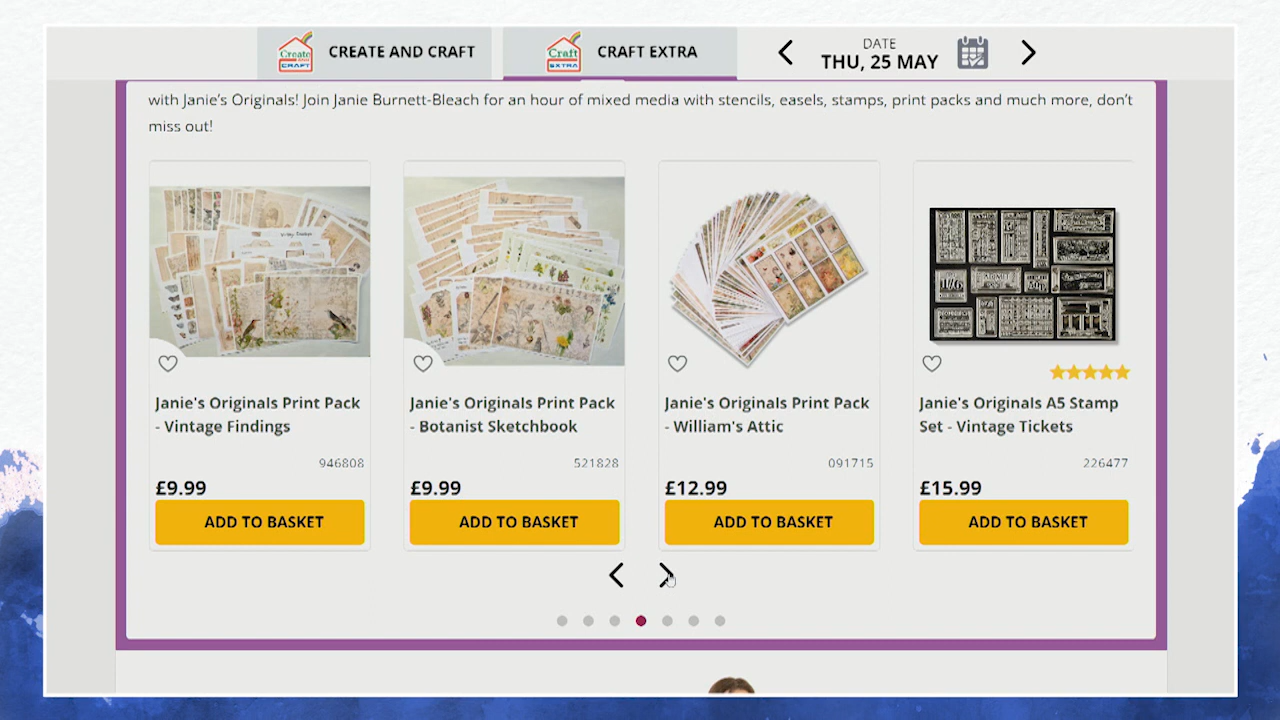 Create
CRAFT
CREATE AND CRAFT
Craft
EXTRA
CRAFT EXTRA
DATE
THU, 25 MAY
with Janie's Originals! Join Janie Burnett-Bleach for an hour of mixed media with stencils, easels, stamps, print packs and much more, don't
miss out!
Janie's Originals Print Pack
- Vintage Findings
946808
£9.99
ADD TO BASKET
Janie's Originals Print Pack
- Botanist Sketchbook
521828
£9.99
ADD TO BASKET
Janie's Originals Print Pack
- William's Attic
091715
£12.99
ADD TO BASKET
Janie's Originals A5 Stamp
Set - Vintage Tickets
226477
£15.99
ADD TO BASKET